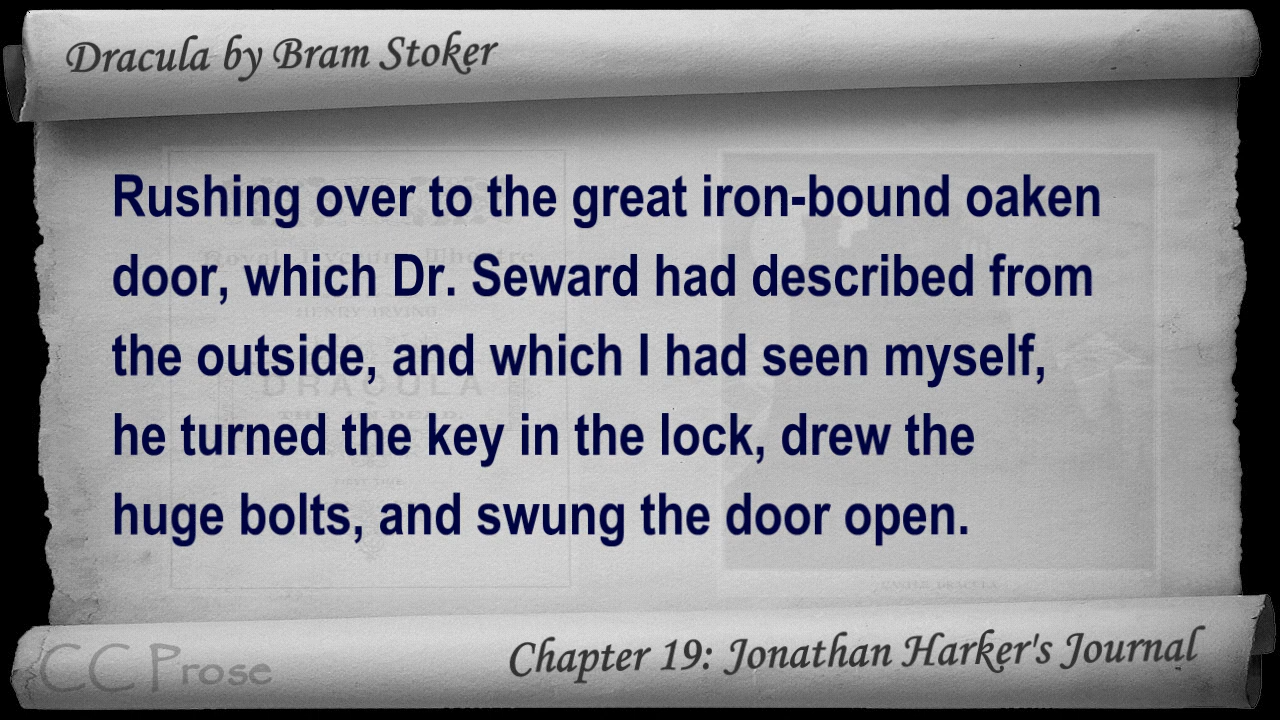 Dracula by Bram Stoker
Rushing over to the great iron-bound oaken
door, which Dr. Seward had described from
the outside, and which I had seen myself,
he turned the key in the lock, drew the
huge bolts, and swung the door open.
CC Prose
Chapter 19: Jonathan Harker's Journal